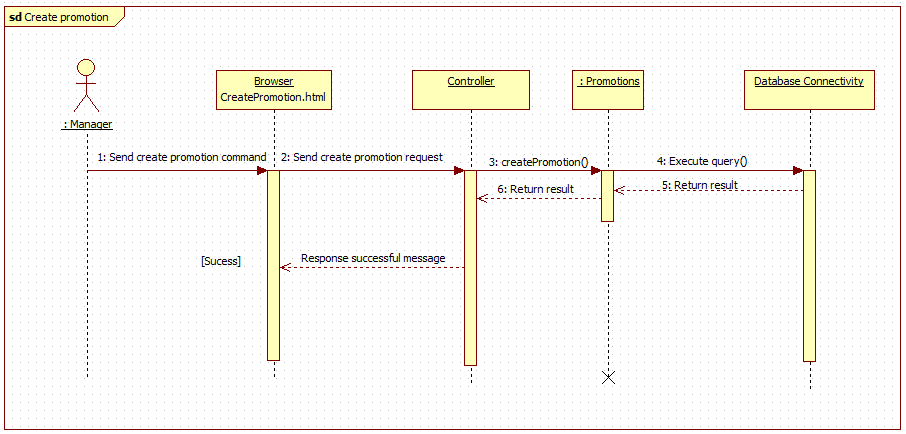 sd Create promotion
: Manager
Browser
CreatePromotion.html
Controller
: Promotions
Database Connectivity
1: Send create promotion command
2: Send create promotion request
3: createPromotion()
4: Execute query()
5: Return result
6: Return result
[Sucess]
Response successful message